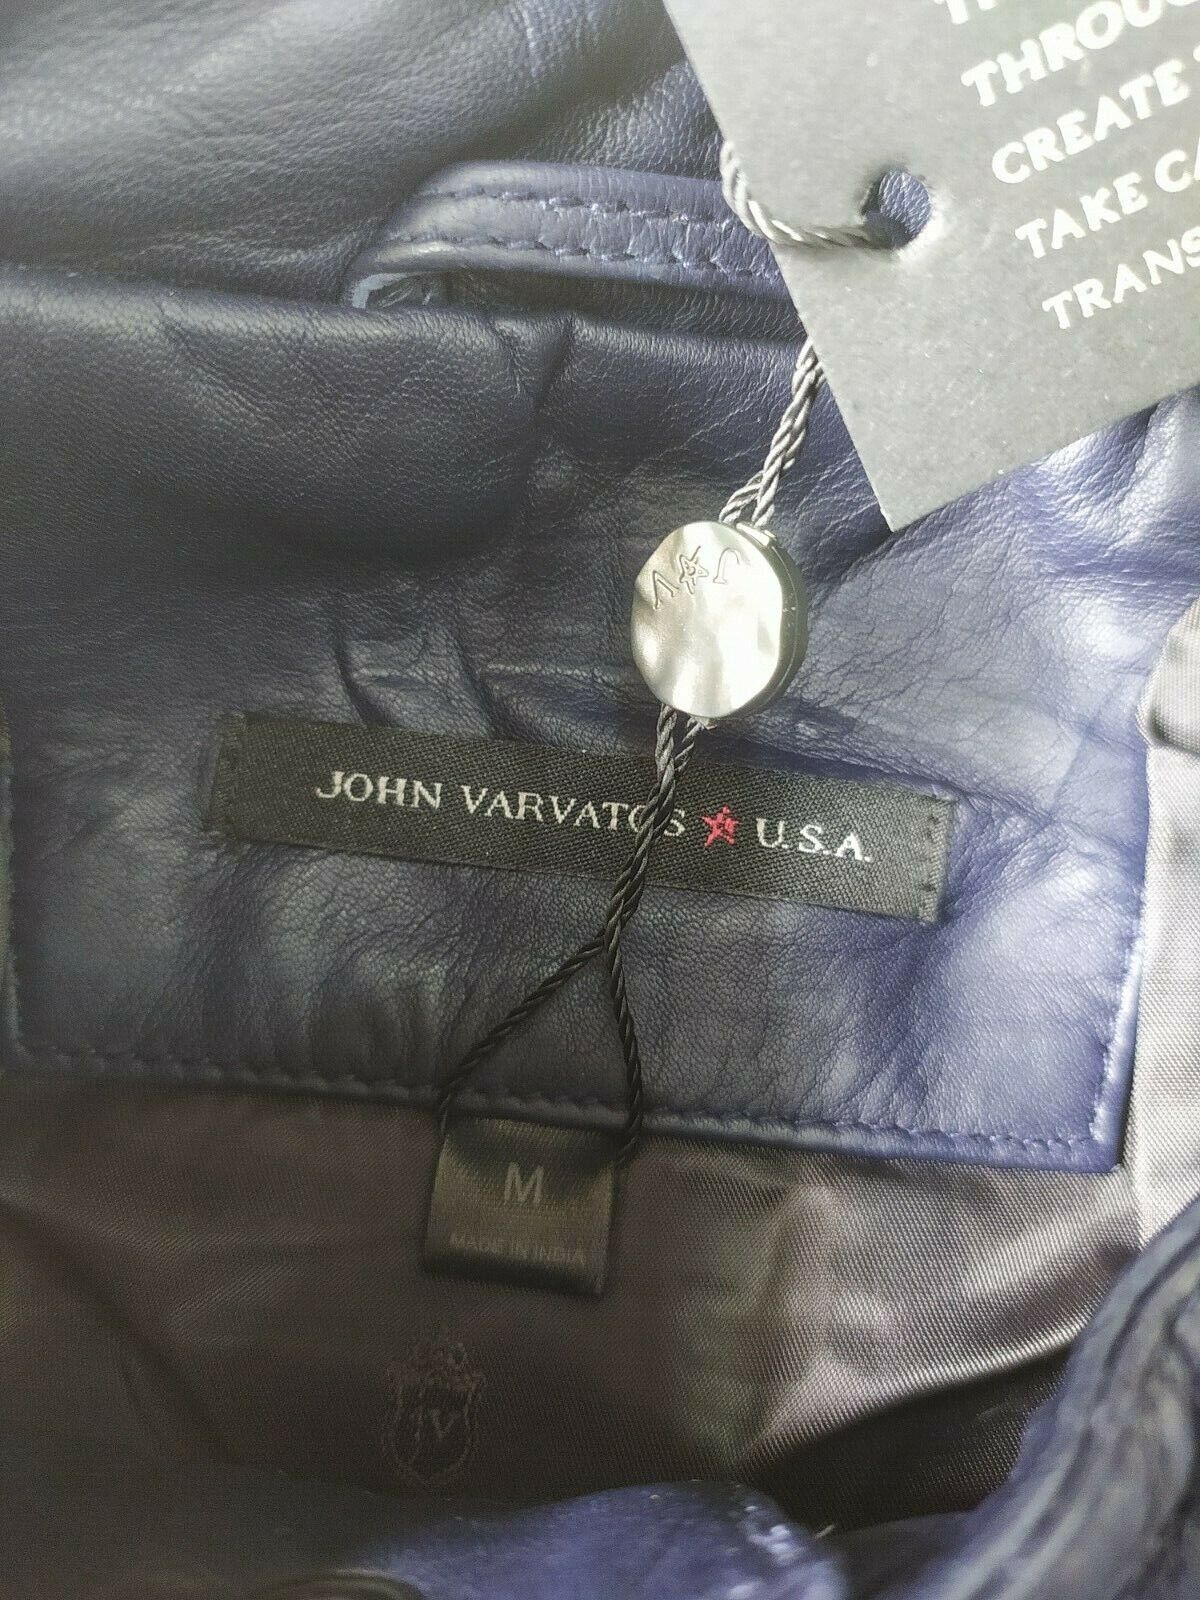 THROUG
CREATE
TAKE CA
TRANS
J V
JOHN VARVATOS U.S.A.
M
MADE IN INDIA
JV